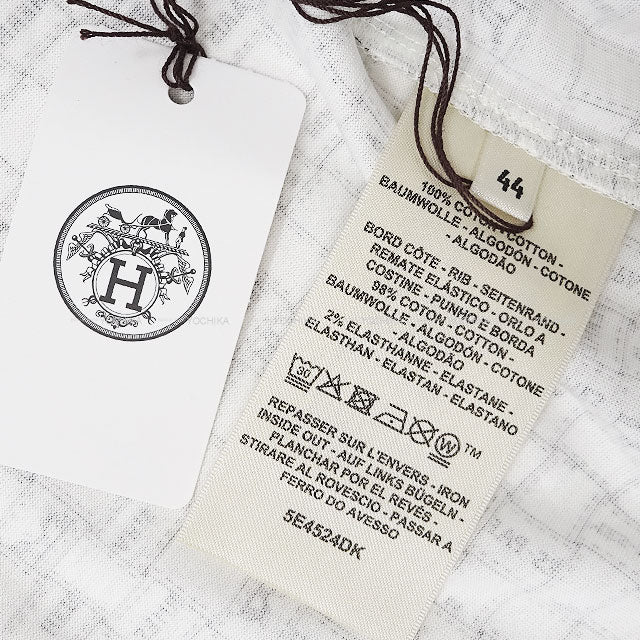 H
TOCHIKA
44
100% COTON - COTTON -
BAUMWOLLE - ALGODÓN - COTONE
- ALGODÃO
BORD CÔTE - RIB - SEITENRAND -
REMATE ELÁSTICO - ORLO A
COSTINE - PUNHO E BORDA
98% COTON - COTTON -
BAUMWOLLE - ALGODÓN - COTONE
- ALGODÃO
2% ELASTHANNE - ELASTANE -
ELASTHAN - ELASTAN - ELASTANO
30 W TM
REPASSER SUR L'ENVERS - IRON
INSIDE OUT - AUF LINKS BÜGELN -
PLANCHAR POR EL REVÉS -
STIRARE AL ROVESCIO - PASSAR A
FERRO DO AVESSO
5E4524DK